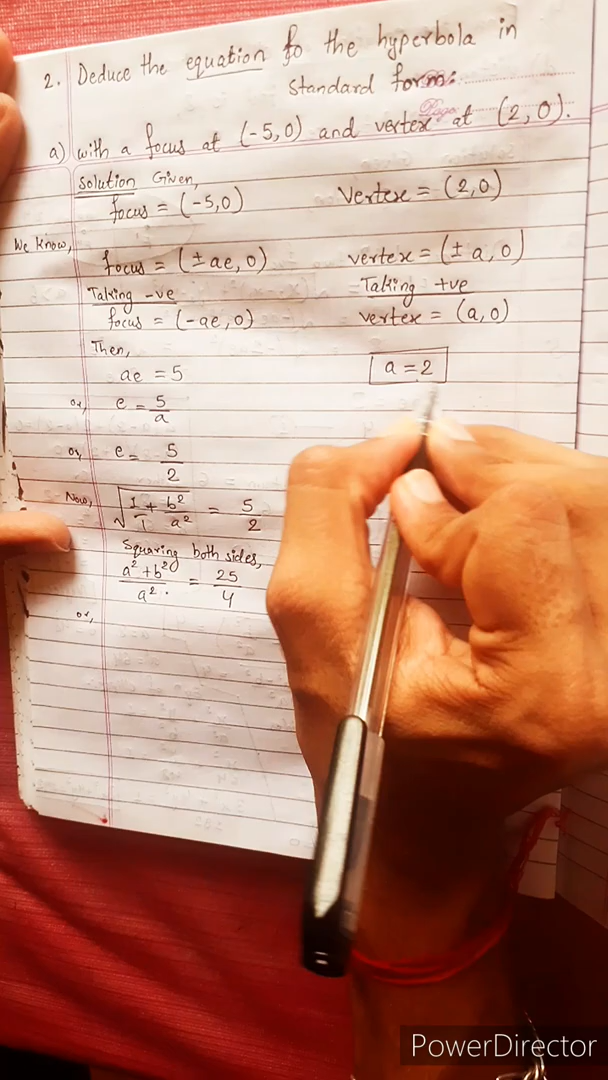 2. Deduce the equation fo the hyperbola in
standard form:
a) with a focus at (-5,0) and vertex at (2,0).
Solution Given,
focus = (-5,0) Vertex = (2,0)
We know,
focus = (±ae, 0) vertex = (±a, 0)
Taking -ve Taking +ve
focus = (-ae, 0) vertex = (a,0)
Then,
ae = 5 a = 2
or, e = 5/a
or, e = 5/2
Now, √(1/1 + b²/a²) = 5/2
Squaring both sides,
(a²+b²)/a² = 25/4
or,
PowerDirector